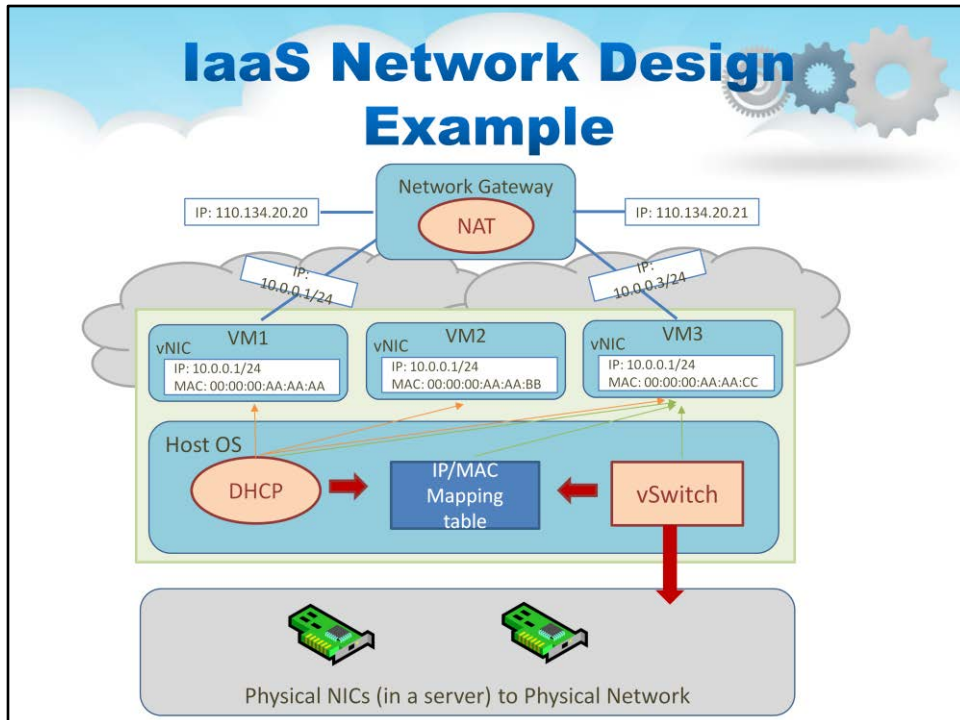 IaaS Network Design
Example
Network Gateway
IP: 110.134.20.20
NAT
IP: 110.134.20.21
IP:
10.0.0.1/24
IP:
10.0.0.3/24
VM1
vNIC
IP: 10.0.0.1/24
MAC: 00:00:00:AA:AA:AA
VM2
vNIC
IP: 10.0.0.1/24
MAC: 00:00:00:AA:AA:BB
VM3
vNIC
IP: 10.0.0.1/24
MAC: 00:00:00:AA:AA:CC
Host OS
DHCP
IP/MAC
Mapping
table
vSwitch
Physical NICs (in a server) to Physical Network